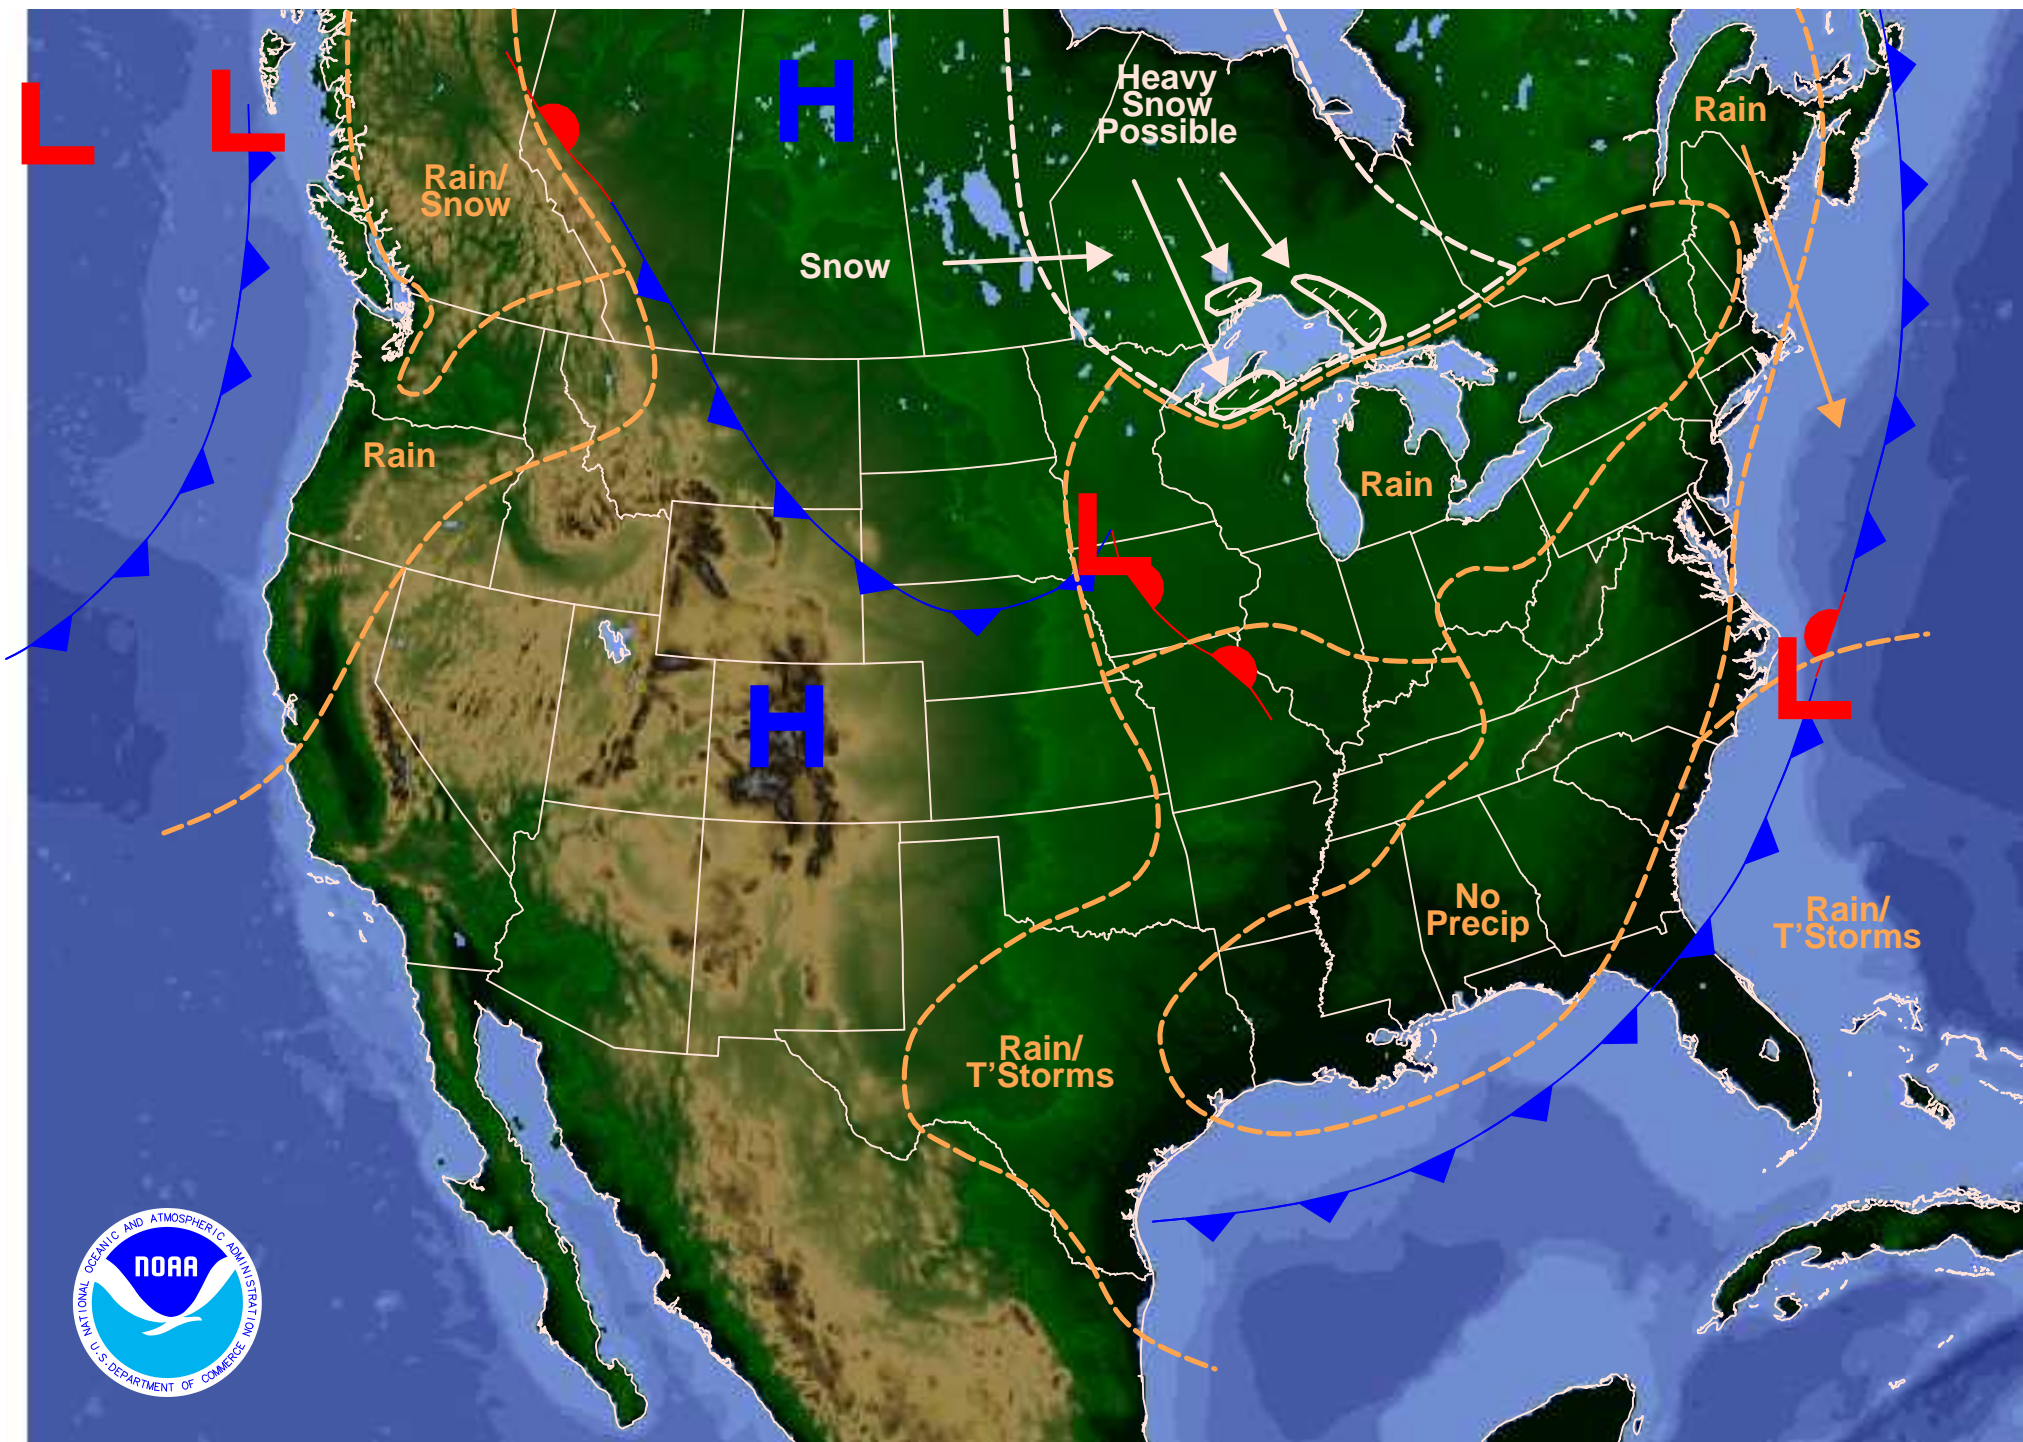 L
L
H
Heavy
Snow
Possible
Rain
Rain/
Snow
Snow
Rain
Rain
L
L
H
No
Precip
Rain/
T'Storms
Rain/
T'Storms
NATIONAL OCEANIC AND ATMOSPHERIC ADMINISTRATION
NOAA
U.S. DEPARTMENT OF COMMERCE